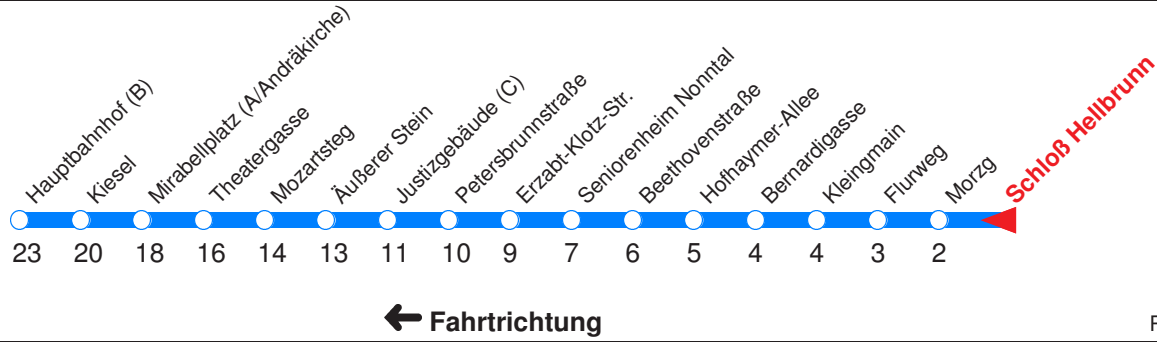 Hauptbahnhof (B)
Kiesel
Mirabellplatz (A/Andräkirche)
Theatergasse
Mozartsteg
Äußerer Stein
Justizgebäude (C)
Petersbrunnstraße
Erzabt-Klotz-Str.
Seniorenheim Nonntal
Beethovenstraße
Hofhaymer-Allee
Bernardigasse
Kleingmain
Flurweg
Morzg
Schloß Hellbrunn
23 20 18 16 14 13 11 10 9 7 6 5 4 4 3 2
Fahrtrichtung